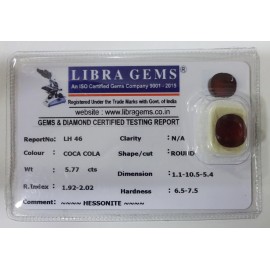 LIBRA GEMS®
An ISO Certified Gems Company 9001 - 2015
Registered Under the Trade Marks with Govt. of India
website : www.libragems.co.in
GEMS & DIAMOND CERTIFIED TESTING REPORT
ReportNo: LH 46 Clarity : N/A
Colour : COCA COLA Shape/cut : ROUND
Wt : 5.77 cts Dimension : 1.1-10.5-5.4
R.Index : 1.92-2.02 Hardness : 6.5-7.5
Comment : ~~~~ HESSONITE ~~~~